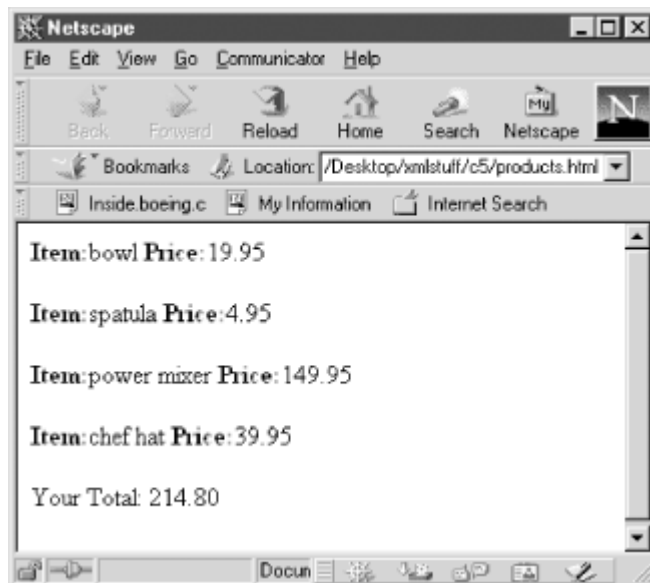 Netscape
File Edit View Go Communicator Help
Back Forward Reload Home Search My Netscape N
Bookmarks Location: /Desktop/xmlstuff/c5/products.html
Inside.boeing.c My Information Internet Search
Item:bowl Price:19.95
Item:spatula Price:4.95
Item:power mixer Price:149.95
Item:chef hat Price:39.95
Your Total: 214.80
Docun